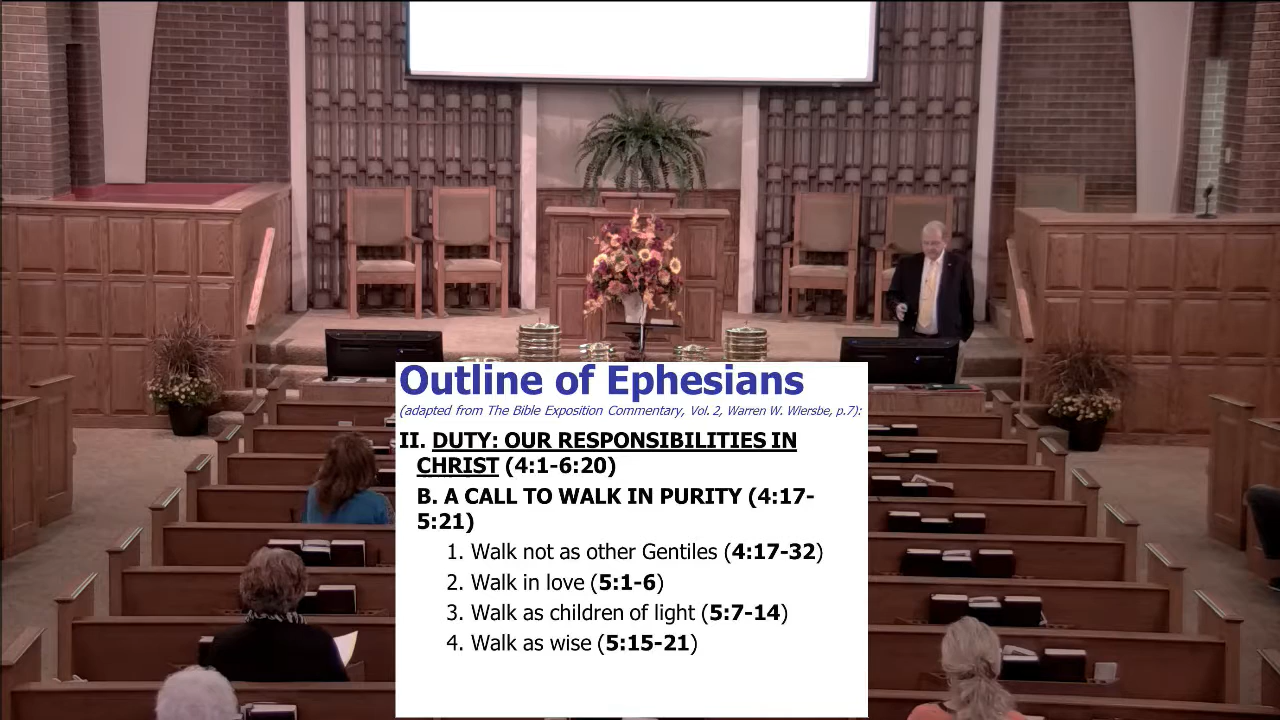 Outline of Ephesians
(adapted from The Bible Exposition Commentary, Vol. 2, Warren W. Wiersbe, p.7):
II. DUTY: OUR RESPONSIBILITIES IN
CHRIST (4:1-6:20)
B. A CALL TO WALK IN PURITY (4:17-
5:21)
1. Walk not as other Gentiles (4:17-32)
2. Walk in love (5:1-6)
3. Walk as children of light (5:7-14)
4. Walk as wise (5:15-21)